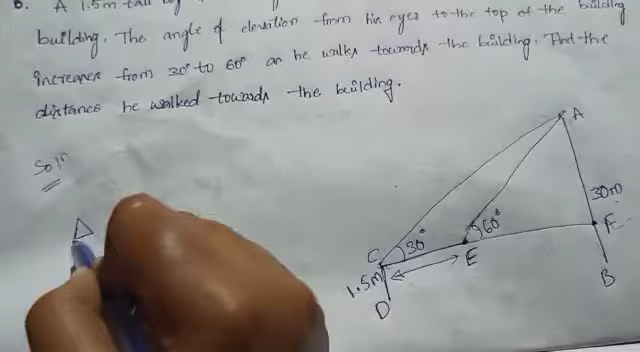 A 1.5m tall boy
building. The angle of elevation from his eyes to the top of the building
increases from 30° to 60° as he walks towards the building. Find the
distance he walked towards the building.
Sol:
A
30m
C 30° E 60° F
1.5m
D B
Δ